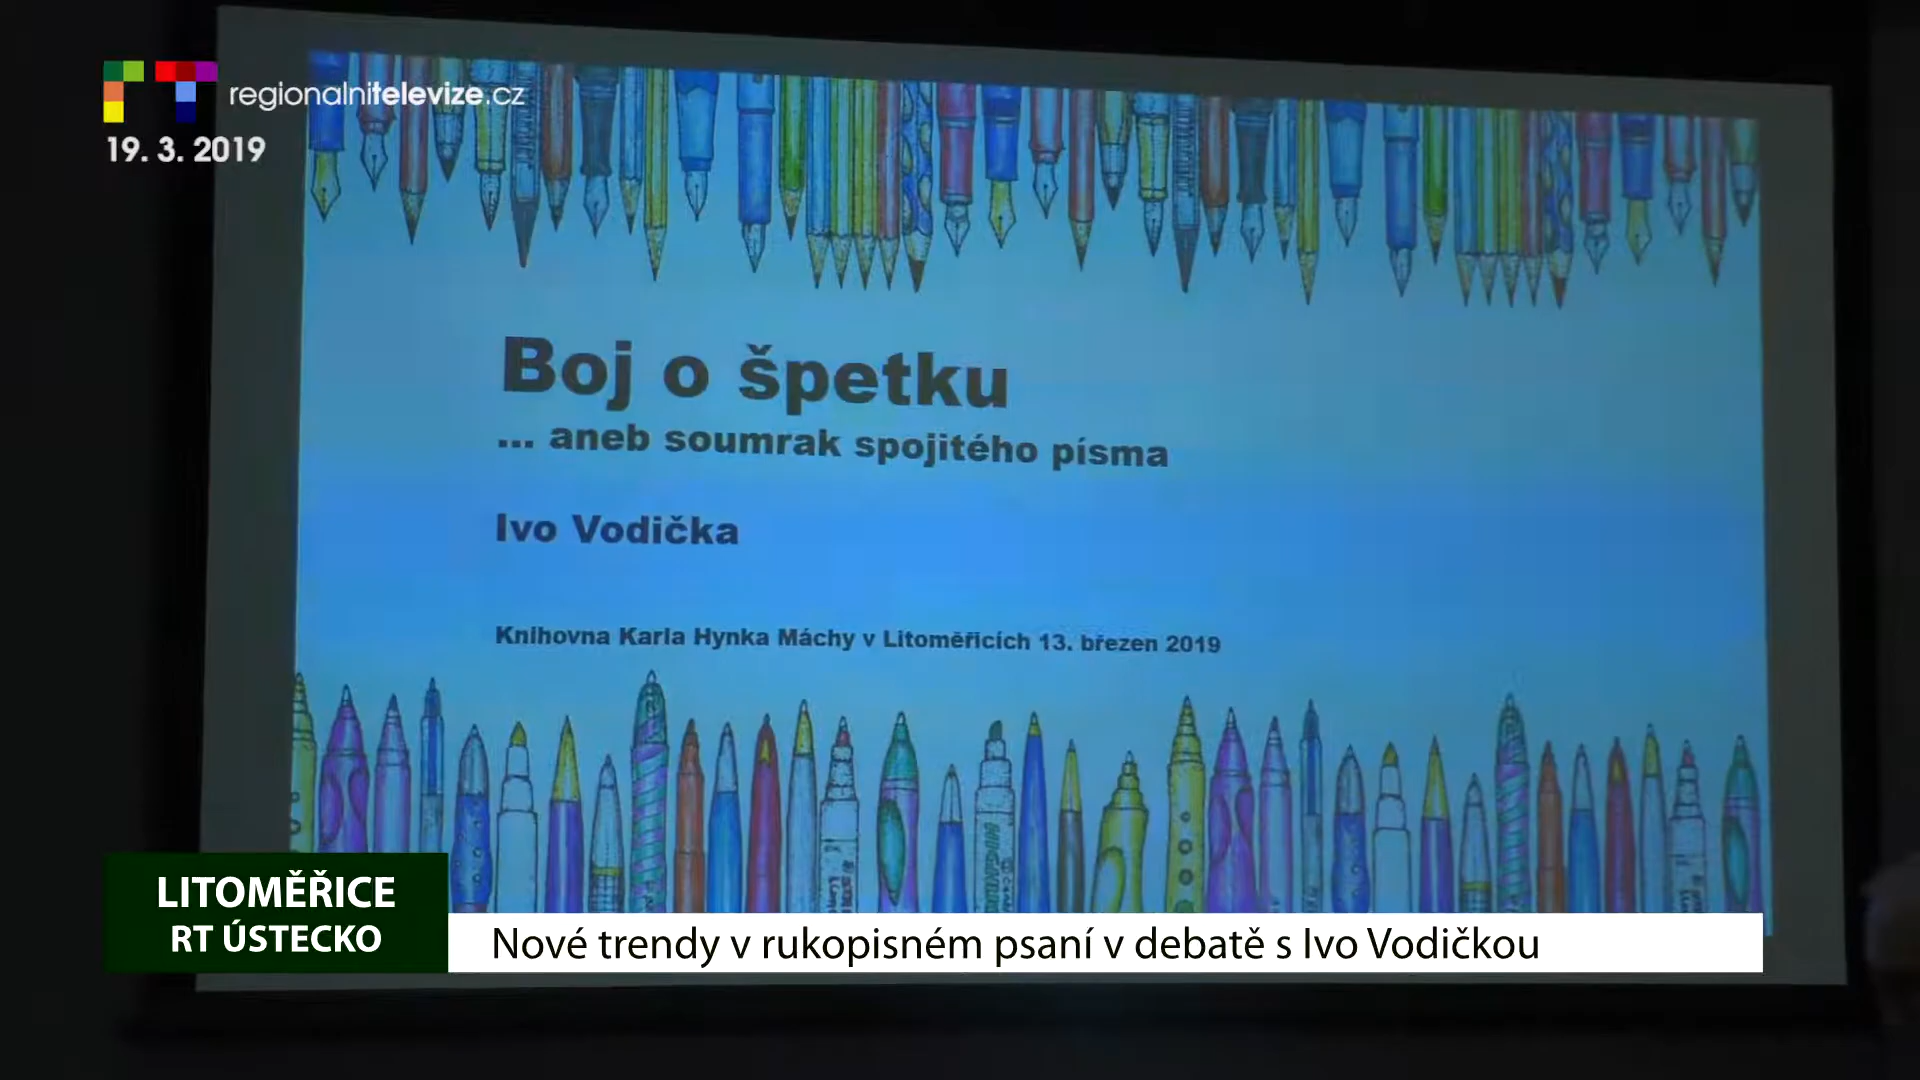 regionalnitelevize.cz
19. 3. 2019
Boj o špetku
... aneb soumrak spojitého písma
Ivo Vodička
Knihovna Karla Hynka Máchy v Litoměřicích 13. březen 2019
LITOMĚŘICE
RT ÚSTECKO
Nové trendy v rukopisném psaní v debatě s Ivo Vodičkou